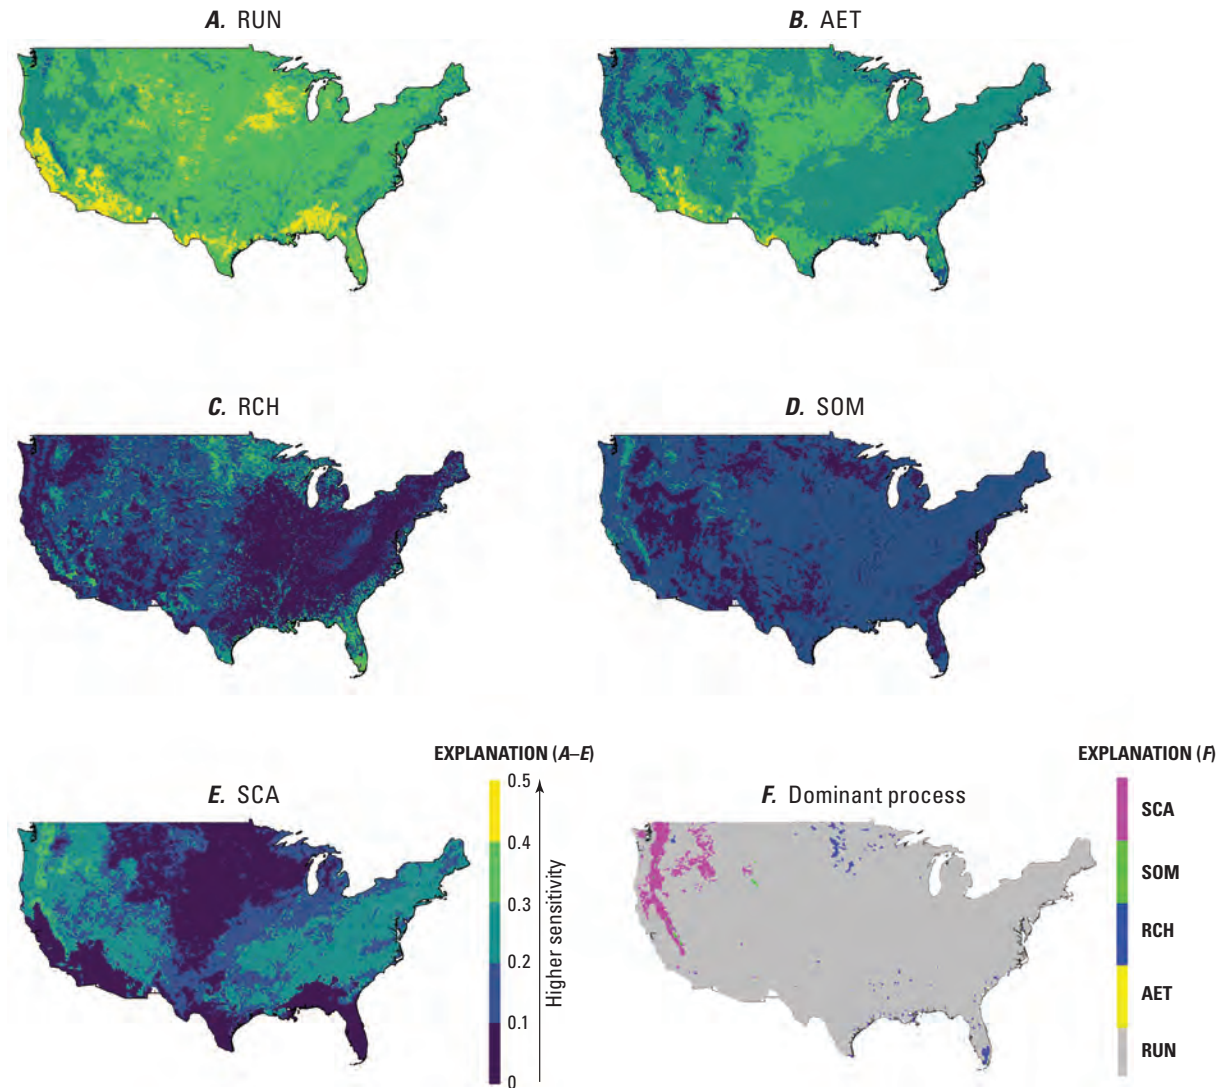 A. RUN
B. AET
C. RCH
D. SOM
EXPLANATION (A–E)
EXPLANATION (F)
E. SCA
F. Dominant process
0.5
0.4
0.3
0.2
0.1
0
Higher sensitivity
SCA
SOM
RCH
AET
RUN